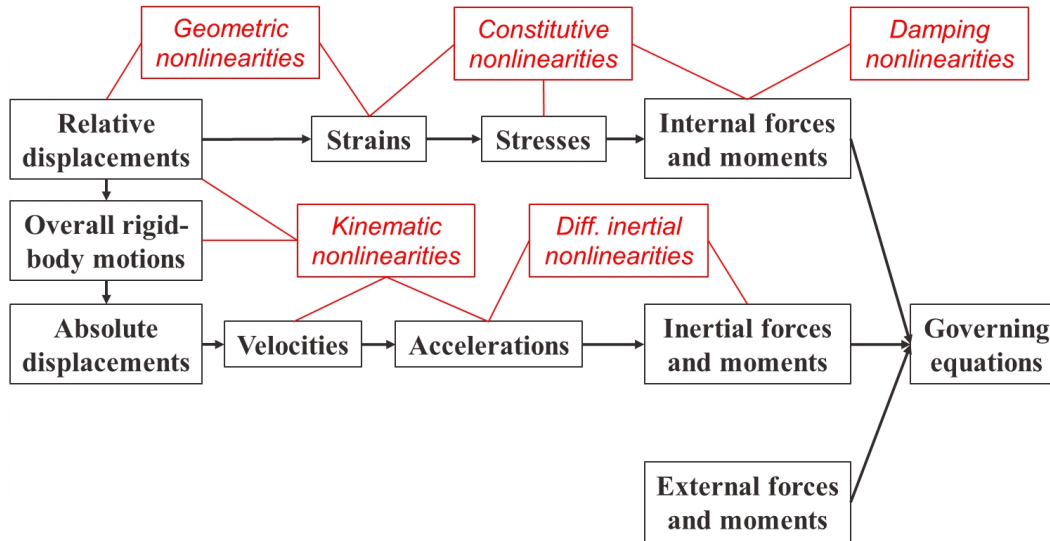 Geometric
nonlinearities
Constitutive
nonlinearities
Damping
nonlinearities
Relative
displacements
Strains
Stresses
Internal forces
and moments
Overall rigid-
body motions
Kinematic
nonlinearities
Diff. inertial
nonlinearities
Absolute
displacements
Velocities
Accelerations
Inertial forces
and moments
Governing
equations
External forces
and moments